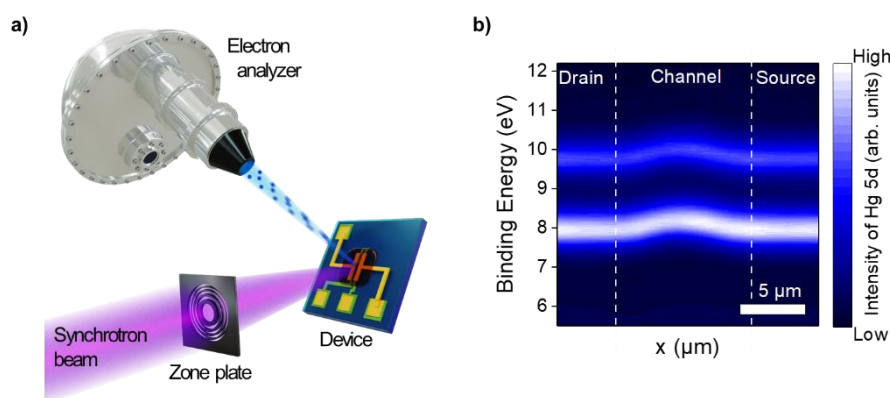 a)
Electron
analyzer
Synchrotron
beam
Zone plate
Device
b)
Drain
Channel
Source
Binding Energy (eV)
12
11
10
9
8
7
6
5 μm
x (μm)
High
Intensity of Hg 5d (arb. units)
Low